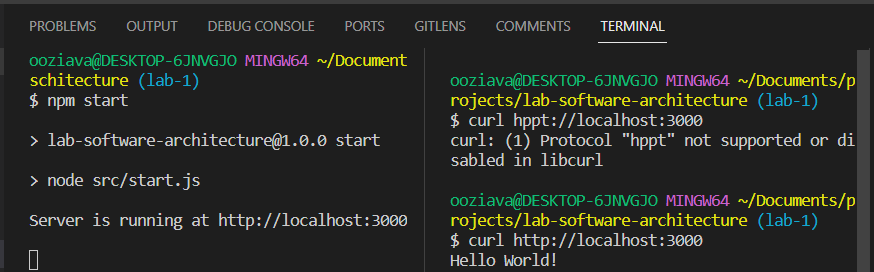 PROBLEMS OUTPUT DEBUG CONSOLE PORTS GITLENS COMMENTS TERMINAL
ooziava@DESKTOP-6JNVGJO MINGW64 ~/Document
schitecture (lab-1)
$ npm start
> lab-software-architecture@1.0.0 start
> node src/start.js
Server is running at http://localhost:3000
ooziava@DESKTOP-6JNVGJO MINGW64 ~/Documents/p
rojects/lab-software-architecture (lab-1)
$ curl hppt://localhost:3000
curl: (1) Protocol "hppt" not supported or di
sabled in libcurl
ooziava@DESKTOP-6JNVGJO MINGW64 ~/Documents/p
rojects/lab-software-architecture (lab-1)
$ curl http://localhost:3000
Hello World!